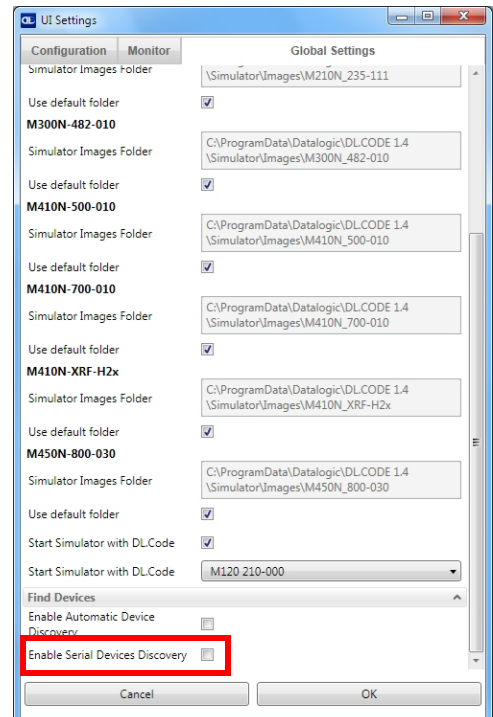 UI Settings
Configuration Monitor Global Settings
Simulator Images Folder
\Simulator\Images\M210N_235-111
Use default folder
M300N-482-010
Simulator Images Folder
C:\ProgramData\Datalogic\DL.CODE 1.4
\Simulator\Images\M300N_482-010
Use default folder
M410N-500-010
Simulator Images Folder
C:\ProgramData\Datalogic\DL.CODE 1.4
\Simulator\Images\M410N_500-010
Use default folder
M410N-700-010
Simulator Images Folder
C:\ProgramData\Datalogic\DL.CODE 1.4
\Simulator\Images\M410N_700-010
Use default folder
M410N-XRF-H2x
Simulator Images Folder
C:\ProgramData\Datalogic\DL.CODE 1.4
\Simulator\Images\M410N_XRF-H2x
Use default folder
M450N-800-030
Simulator Images Folder
C:\ProgramData\Datalogic\DL.CODE 1.4
\Simulator\Images\M450N_800-030
Use default folder
Start Simulator with DL.Code
Start Simulator with DL.Code M120 210-000
Find Devices
Enable Automatic Device
Discovery
Enable Serial Devices Discovery
Cancel OK